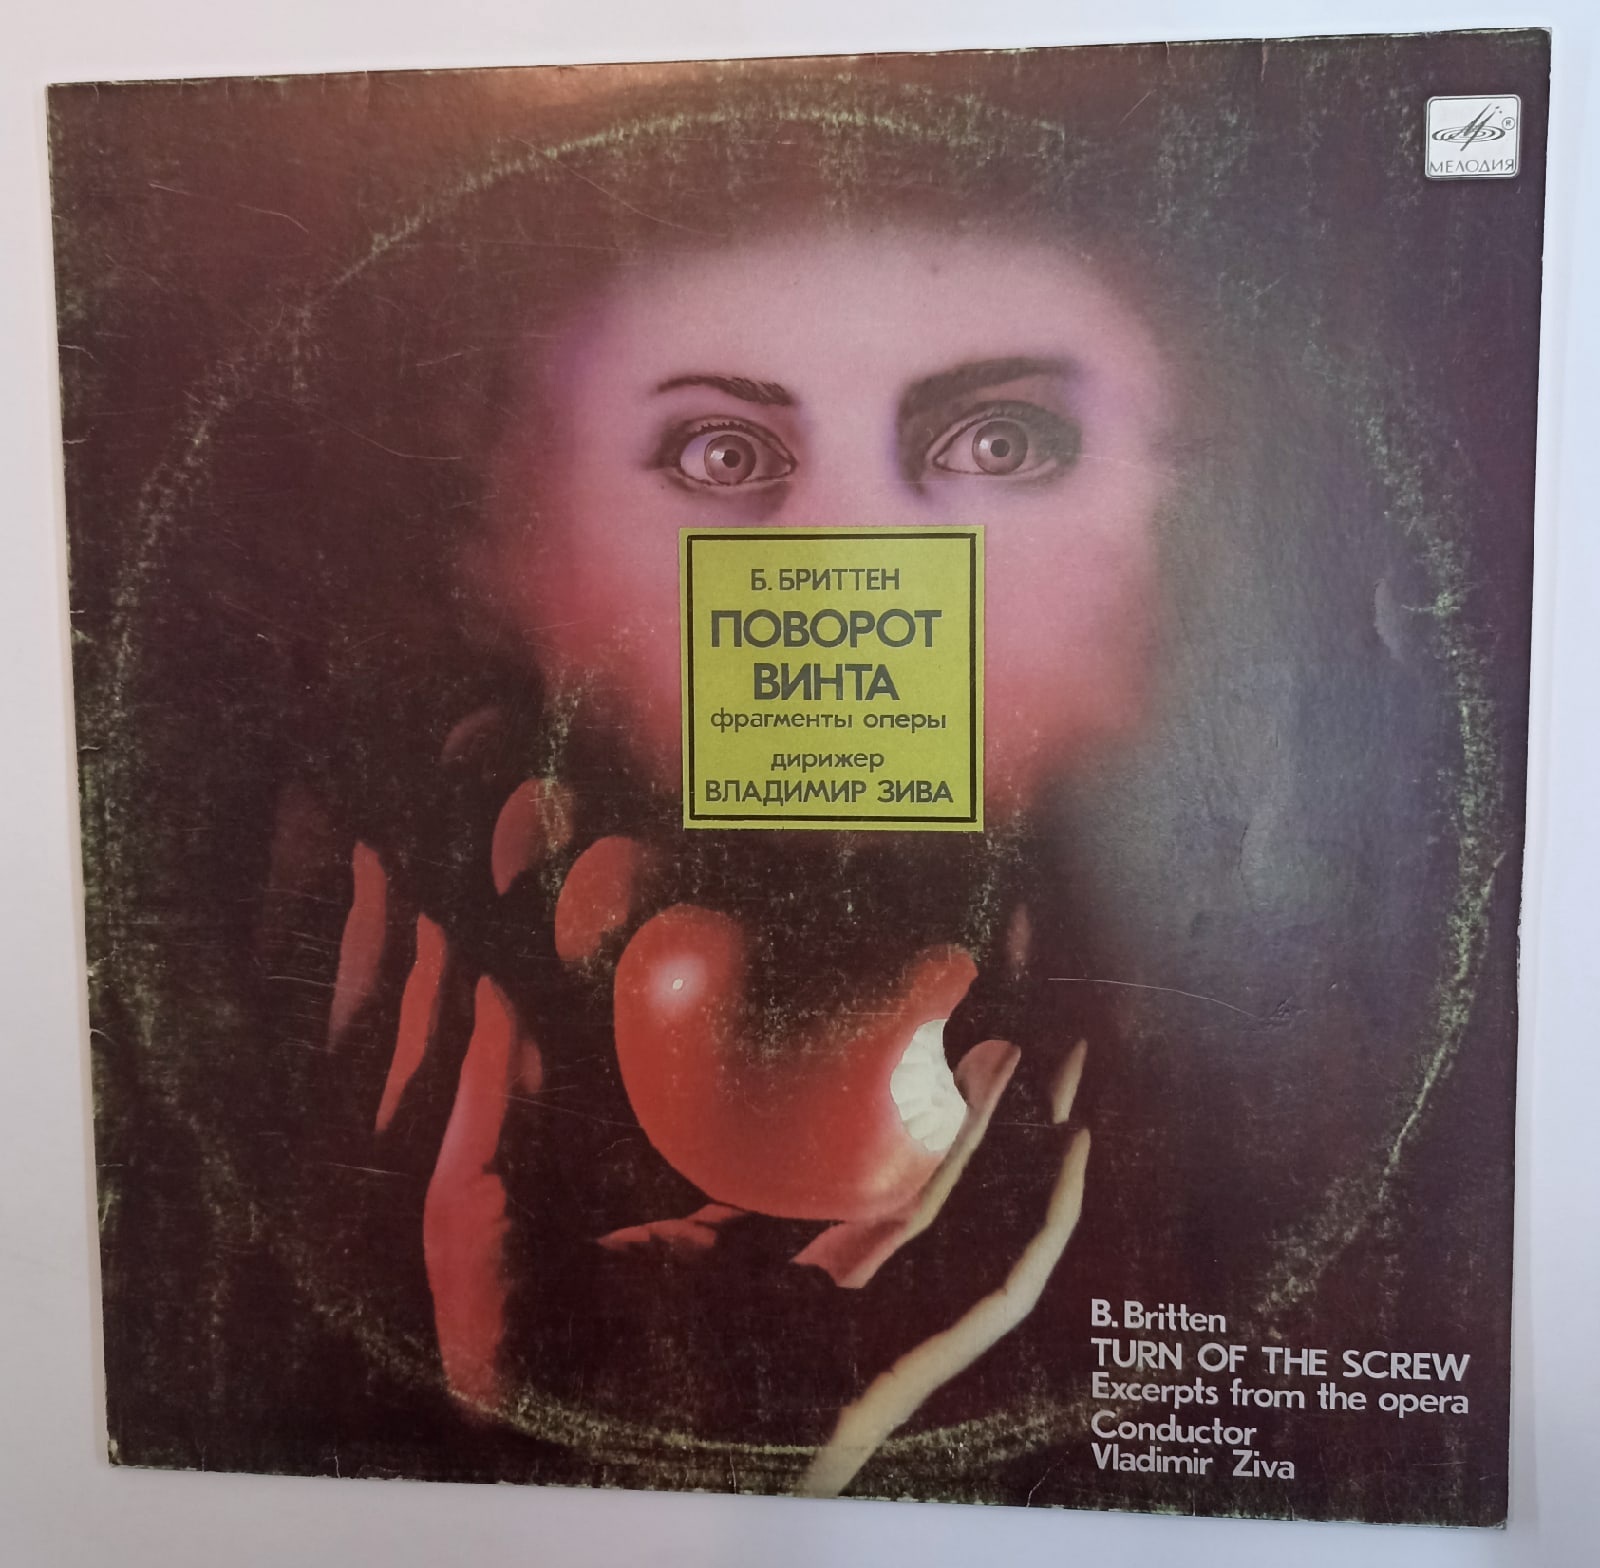 МЕЛОДИЯ
Б. БРИТТЕН
ПОВОРОТ
ВИНТА
фрагменты оперы
дирижер
ВЛАДИМИР ЗИВА
B. Britten
TURN OF THE SCREW
Excerpts from the opera
Conductor
Vladimir Ziva